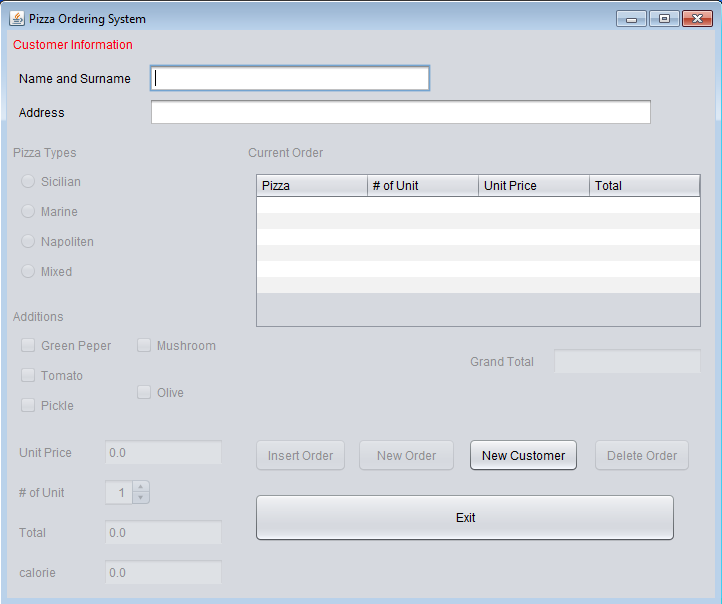 Pizza Ordering System
Customer Information
Name and Surname
Address
Pizza Types
Sicilian
Marine
Napoliten
Mixed
Current Order
Pizza # of Unit Unit Price Total
Additions
Green Peper Mushroom
Tomato
Olive
Pickle
Grand Total
Unit Price 0.0
# of Unit 1
Total 0.0
calorie 0.0
Insert Order New Order New Customer Delete Order
Exit